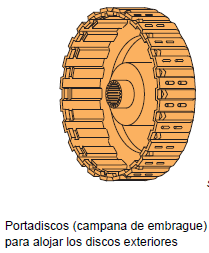 Portadiscos (campana de embrague)
para alojar los discos exteriores